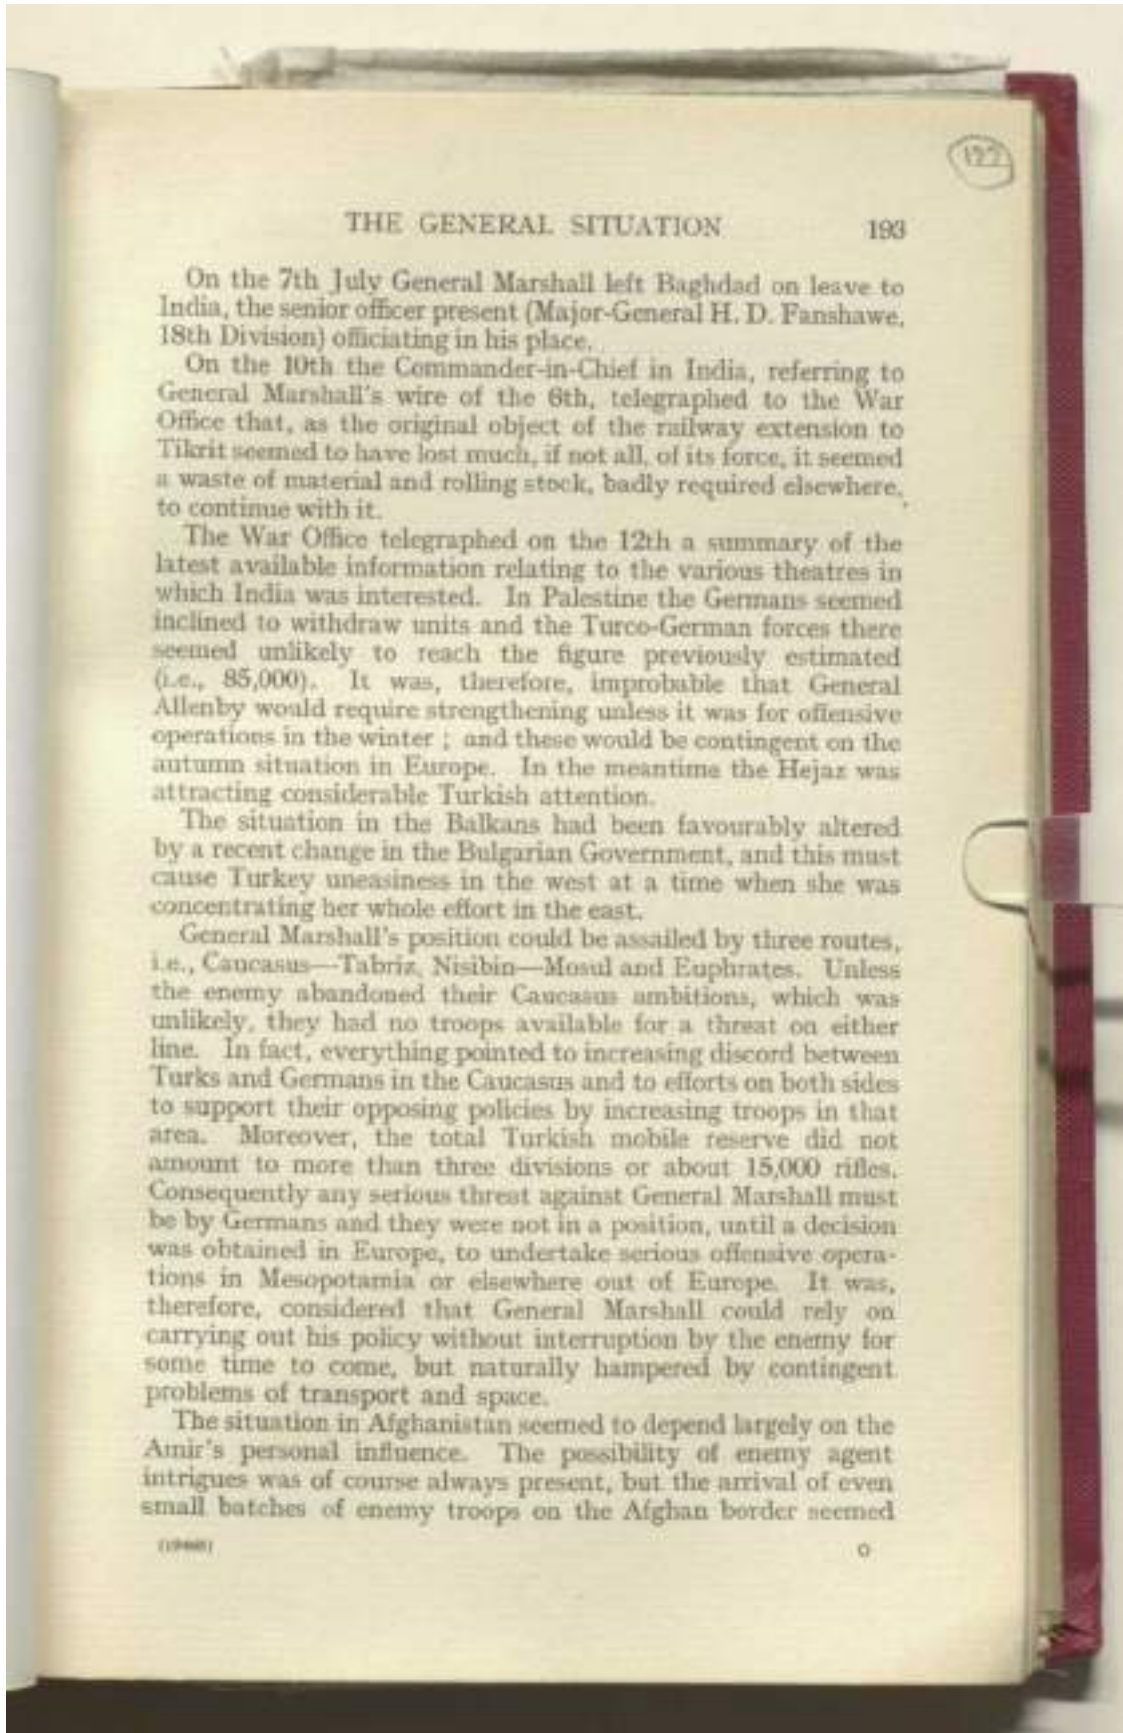 122
THE GENERAL SITUATION 193
On the 7th July General Marshall left Baghdad on leave to
India, the senior officer present (Major-General H. D. Fanshawe,
18th Division) officiating in his place.
On the 10th the Commander-in-Chief in India, referring to
General Marshall's wire of the 6th, telegraphed to the War
Office that, as the original object of the railway extension to
Tikrit seemed to have lost much, if not all, of its force, it seemed
a waste of material and rolling stock, badly required elsewhere,
to continue with it.
The War Office telegraphed on the 12th a summary of the
latest available information relating to the various theatres in
which India was interested. In Palestine the Germans seemed
inclined to withdraw units and the Turco-German forces there
seemed unlikely to reach the figure previously estimated
(i.e., 85,000). It was, therefore, improbable that General
Allenby would require strengthening unless it was for offensive
operations in the winter ; and these would be contingent on the
autumn situation in Europe. In the meantime the Hejaz was
attracting considerable Turkish attention.
The situation in the Balkans had been favourably altered
by a recent change in the Bulgarian Government, and this must
cause Turkey uneasiness in the west at a time when she was
concentrating her whole effort in the east.
General Marshall's position could be assailed by three routes,
i.e., Caucasus—Tabriz, Nisibin—Mosul and Euphrates. Unless
the enemy abandoned their Caucasus ambitions, which was
unlikely, they had no troops available for a threat on either
line. In fact, everything pointed to increasing discord between
Turks and Germans in the Caucasus and to efforts on both sides
to support their opposing policies by increasing troops in that
area. Moreover, the total Turkish mobile reserve did not
amount to more than three divisions or about 15,000 rifles.
Consequently any serious threat against General Marshall must
be by Germans and they were not in a position, until a decision
was obtained in Europe, to undertake serious offensive opera-
tions in Mesopotamia or elsewhere out of Europe. It was,
therefore, considered that General Marshall could rely on
carrying out his policy without interruption by the enemy for
some time to come, but naturally hampered by contingent
problems of transport and space.
The situation in Afghanistan seemed to depend largely on the
Amir's personal influence. The possibility of enemy agent
intrigues was of course always present, but the arrival of even
small batches of enemy troops on the Afghan border seemed
O